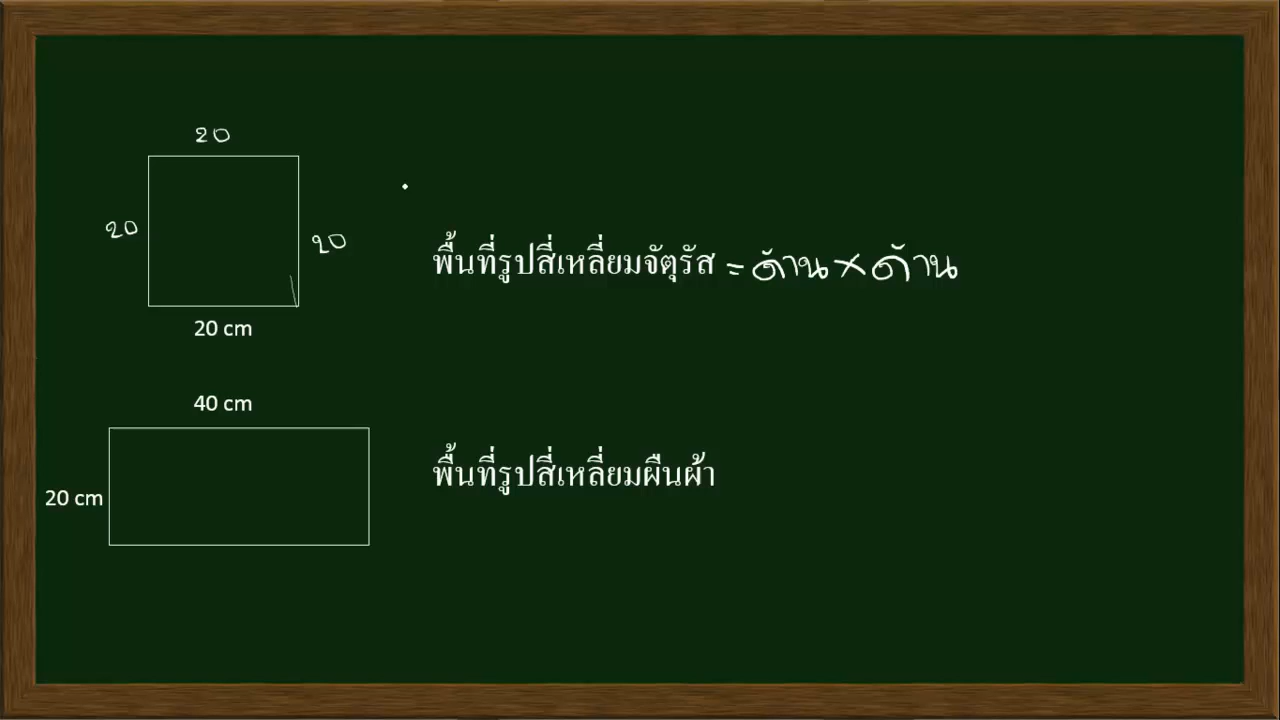 20
20
20
พื้นที่รูปสี่เหลี่ยมจัตุรัส = ด้าน × ด้าน
20 cm
40 cm
20 cm
พื้นที่รูปสี่เหลี่ยมผืนผ้า